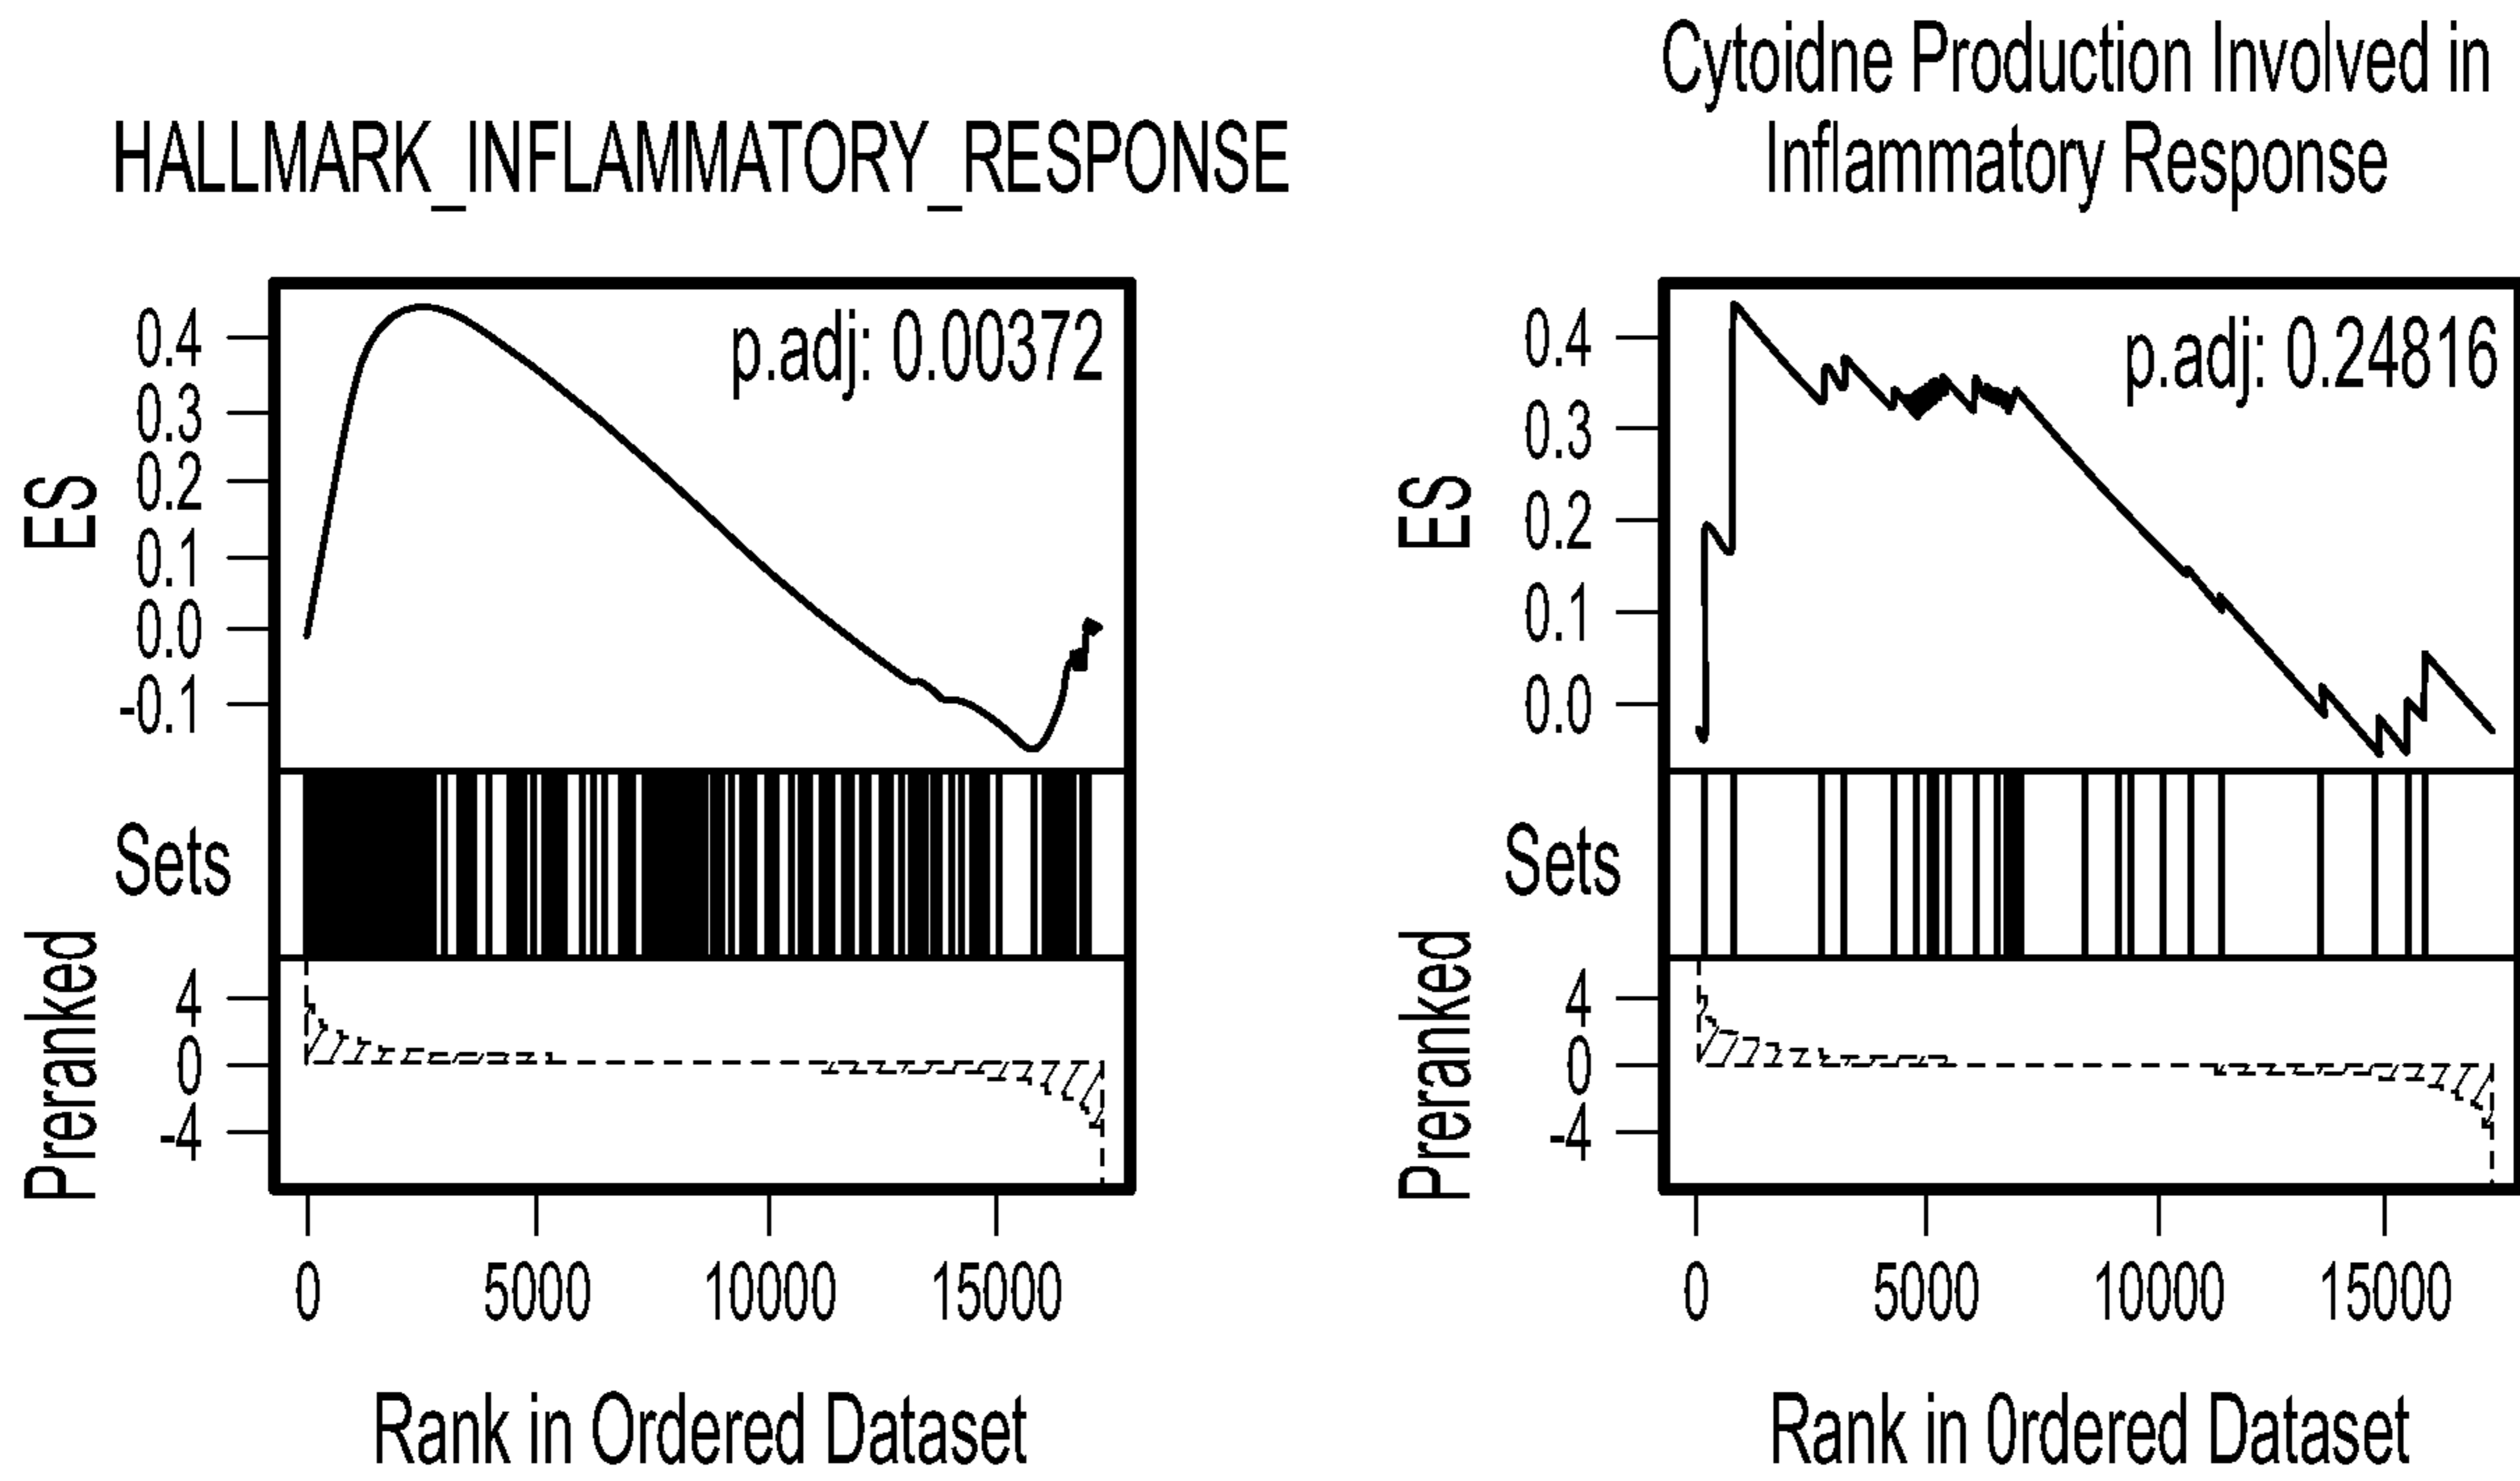 HALLMARK_INFLAMMATORY_RESPONSE
ES
0.4
0.3
0.2
0.1
0.0
-0.1
p.adj: 0.00372
Sets
Preranked
4
0
-4
0 5000 10000 15000
Rank in Ordered Dataset
Cytoidne Production Involved in
Inflammatory Response
ES
0.4
0.3
0.2
0.1
0.0
p.adj: 0.24816
Sets
Preranked
4
0
-4
0 5000 10000 15000
Rank in Ordered Dataset